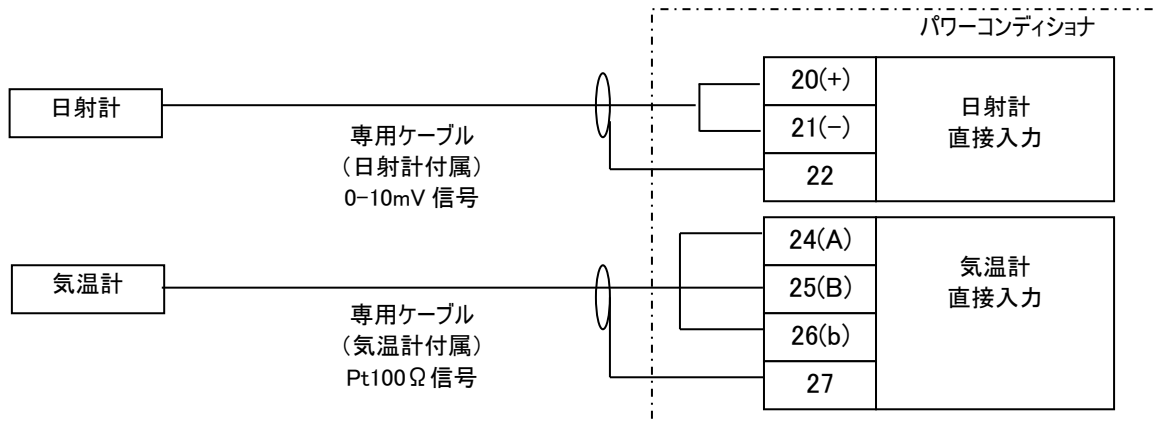 パワーコンディショナ
日射計
専用ケーブル
（日射計付属）
0-10mV 信号
20(+)
21(-)
22
日射計
直接入力
気温計
専用ケーブル
（気温計付属）
Pt100Ω信号
24(A)
25(B)
26(b)
27
気温計
直接入力